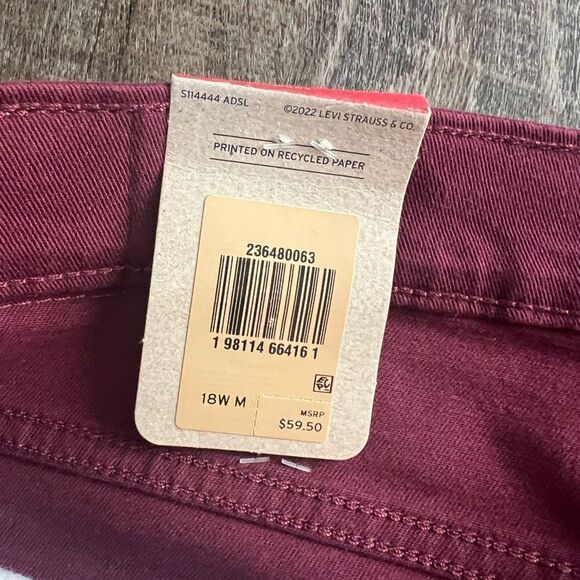 S114444 ADSL ©2022 LEVI STRAUSS & CO
PRINTED ON RECYCLED PAPER
236480063
1 98114 66416 1
18W M
MSRP
$59.50